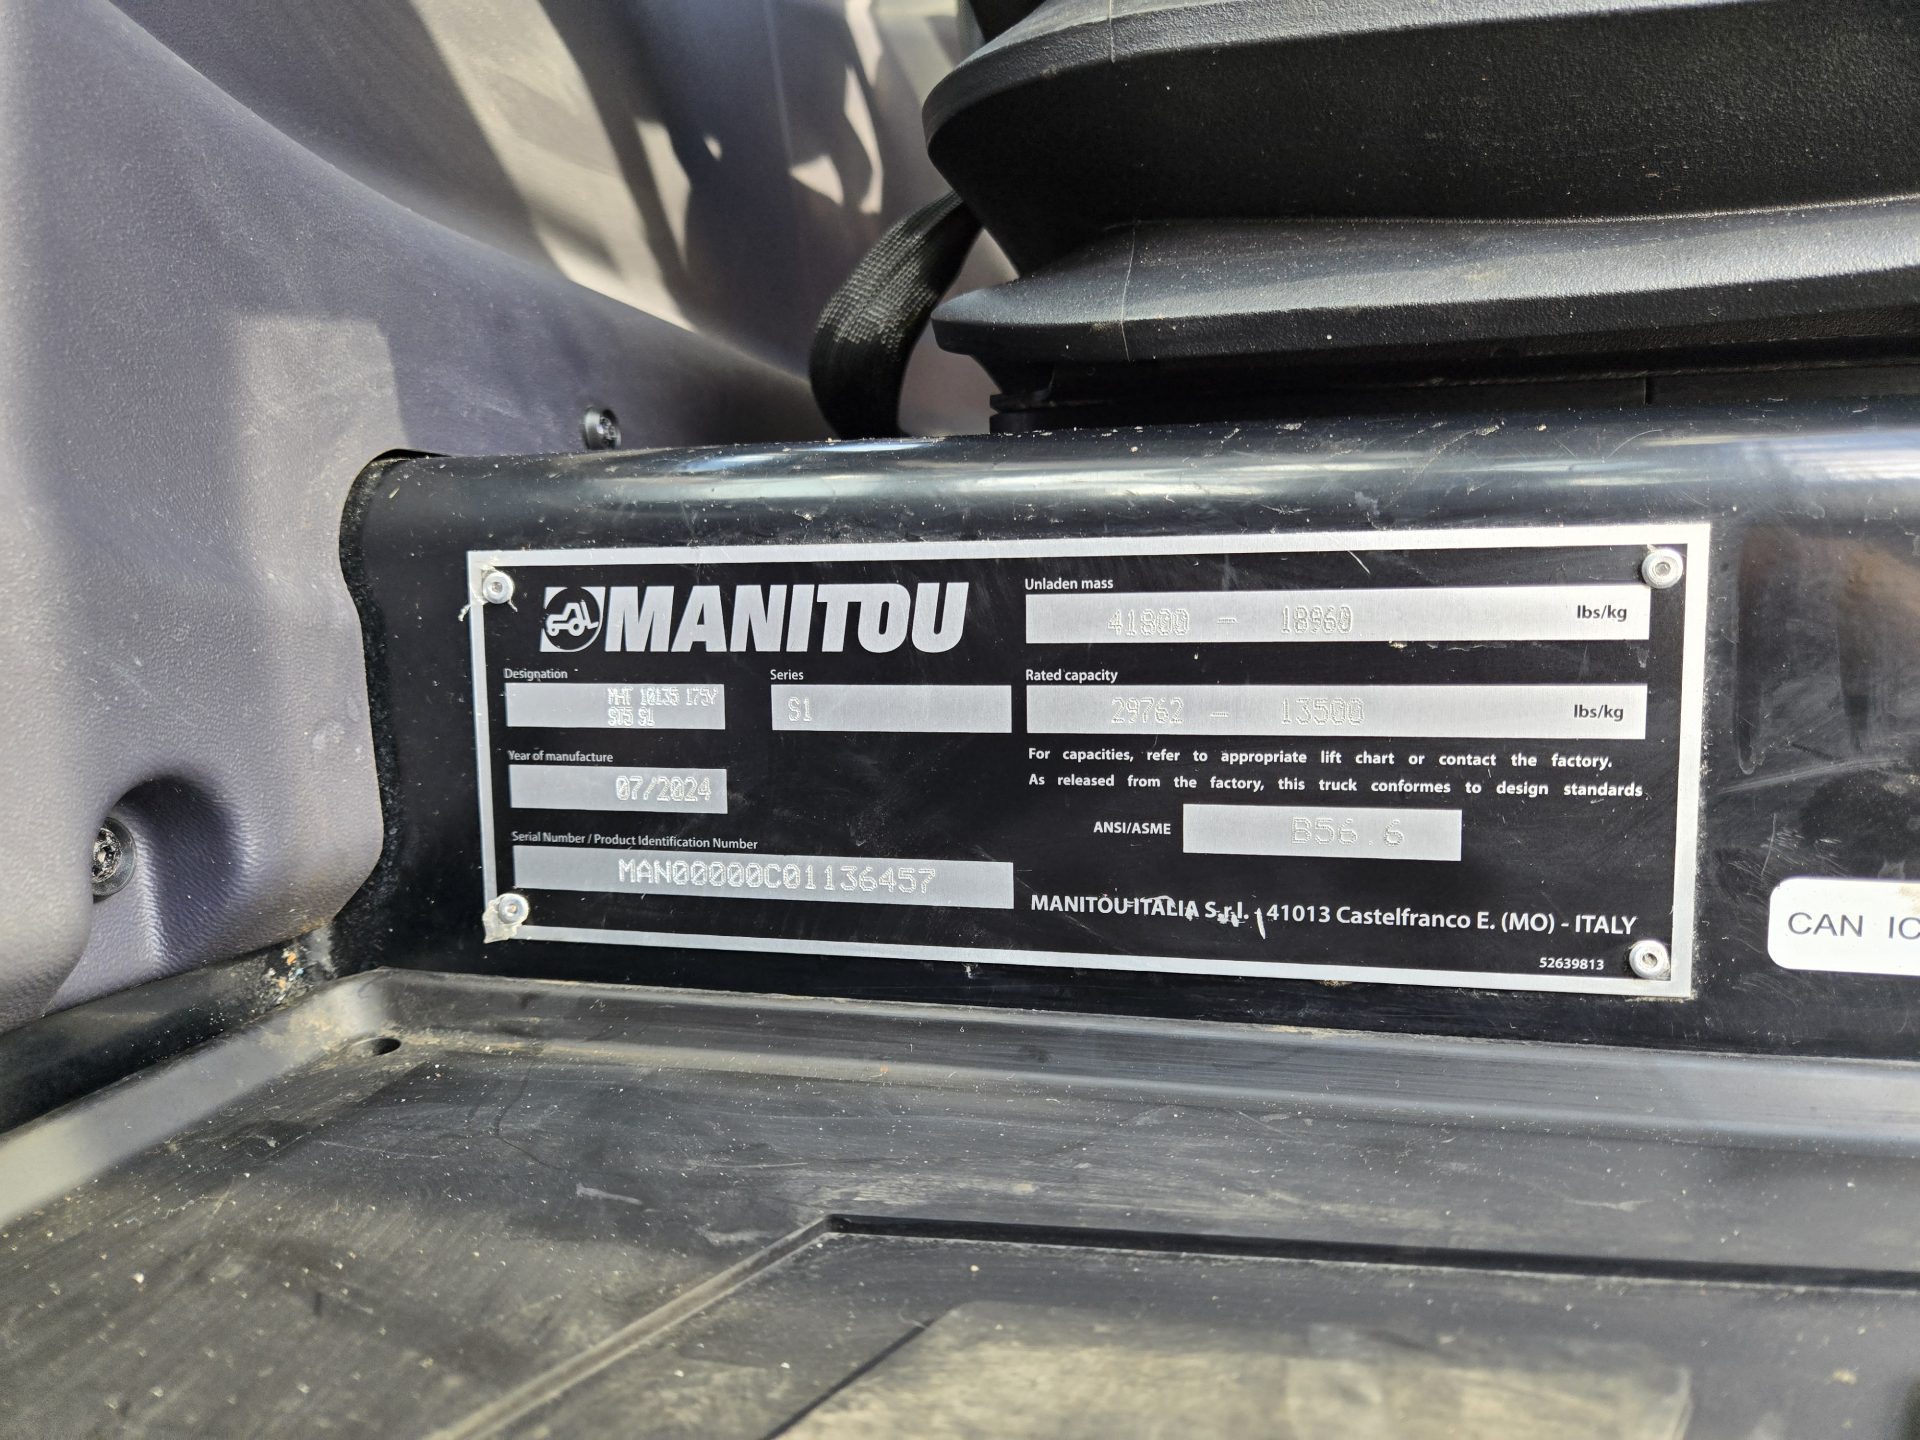 MANITOU
Unladen mass
41800 - 18960 lbs/kg
Designation
MHT 10135 175Y
ST5 S1
Series
S1
Rated capacity
29762 - 13500 lbs/kg
Year of manufacture
07/2024
For capacities, refer to appropriate lift chart or contact the factory.
As released from the factory, this truck conformes to design standards
ANSI/ASME B56.6
Serial Number / Product Identification Number
MAN00000C01136457
MANITOU ITALIA S.r.l. - 41013 Castelfranco E. (MO) - ITALY
52639813
CAN IC